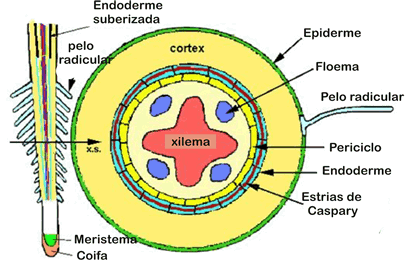 Endoderme
suberizada
pelo
radicular
cortex
Epiderme
Floema
Pelo radicular
xilema
x.s.
Periciclo
Endoderme
Estrias de
Caspary
Meristema
Coifa